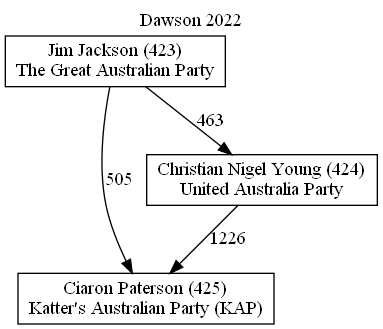 Dawson 2022
Jim Jackson (423)
The Great Australian Party
463
505
Christian Nigel Young (424)
United Australia Party
1226
Ciaron Paterson (425)
Katter's Australian Party (KAP)